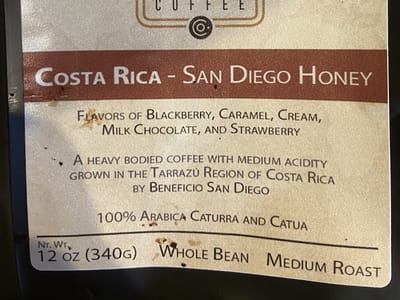 COFFEE
COSTA RICA - SAN DIEGO HONEY
FLAVORS OF BLACKBERRY, CARAMEL, CREAM,
MILK CHOCOLATE, AND STRAWBERRY
A HEAVY BODIED COFFEE WITH MEDIUM ACIDITY
GROWN IN THE TARRAZÚ REGION OF COSTA RICA
BY BENEFICIO SAN DIEGO
100% ARABICA CATURRA AND CATUA
NT. WT.
12 OZ (340G) WHOLE BEAN MEDIUM ROAST